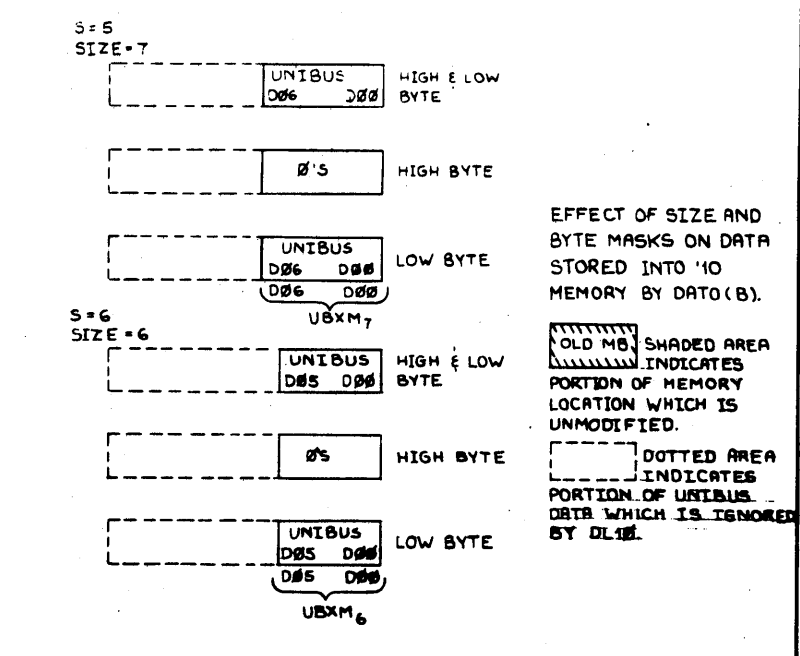 S=5
SIZE=7
UNIBUS
DØ6 DØØ
HIGH & LOW
BYTE
Ø'S
HIGH BYTE
UNIBUS
DØ6 DØØ
LOW BYTE
DØ6 DØØ
UBXM7
S=6
SIZE=6
UNIBUS
DØ5 DØØ
HIGH & LOW
BYTE
Ø'S
HIGH BYTE
UNIBUS
DØ5 DØØ
LOW BYTE
DØ5 DØØ
UBXM6
EFFECT OF SIZE AND
BYTE MASKS ON DATA
STORED INTO '10
MEMORY BY DATO(B).
OLD MB SHADED AREA
INDICATES
PORTION OF MEMORY
LOCATION WHICH IS
UNMODIFIED.
DOTTED AREA
INDICATES
PORTION OF UNIBUS
DATA WHICH IS IGNORED
BY DL1Ø.